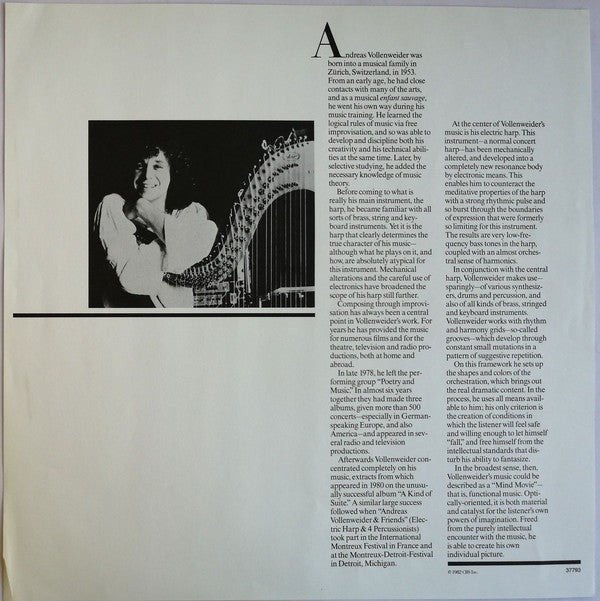 Andreas Vollenweider was
born into a musical family in
Zürich, Switzerland, in 1953.
From an early age, he had close
contacts with many of the arts,
and as a musical enfant sauvage,
he went his own way during his
music training. He learned the
logical rules of music via free
improvisation, and so was able to
develop and discipline both his
creativity and his technical abili-
ties at the same time. Later, by
selective studying, he added the
necessary knowledge of music
theory.
Before coming to what is
really his main instrument, the
harp, he became familiar with all
sorts of brass, string and key-
board instruments. Yet it is the
harp that clearly determines the
true character of his music—
although what he plays on it, and
how, are absolutely atypical for
this instrument. Mechanical
alterations and the careful use of
electronics have broadened the
scope of his harp still further.
Composing through improvi-
sation has always been a central
point in Vollenweider's work. For
years he has provided the music
for numerous films and for the
theatre, television and radio pro-
ductions, both at home and
abroad.
In late 1978, he left the per-
forming group "Poetry and
Music." In almost six years
together they had made three
albums, given more than 500
concerts—especially in German-
speaking Europe, and also
America—and appeared in sev-
eral radio and television
productions.
Afterwards Vollenweider con-
centrated completely on his
music, extracts from which
appeared in 1980 on the unusu-
ally successful album "A Kind of
Suite." A similar large success
followed when "Andreas
Vollenweider & Friends" (Elec-
tric Harp & 4 Percussionists)
took part in the International
Montreux Festival in France and
at the Montreux-Detroit-Festival
in Detroit, Michigan.
At the center of Vollenweider's
music is his electric harp. This
instrument—a normal concert
harp—has been mechanically
altered, and developed into a
completely new resonance body
by electronic means. This
enables him to counteract the
meditative properties of the harp
with a strong rhythmic pulse and
so burst through the boundaries
of expression that were formerly
so limiting for this instrument.
The results are very low-fre-
quency bass tones in the harp,
coupled with an almost orches-
tral sense of harmonics.
In conjunction with the central
harp, Vollenweider makes use—
sparingly—of various synthesiz-
ers, drums and percussion, and
also of all kinds of brass, stringed
and keyboard instruments.
Vollenweider works with rhythm
and harmony grids—so-called
grooves—which develop through
constant small mutations in a
pattern of suggestive repetition.
On this framework he sets up
the shapes and colors of the
orchestration, which brings out
the real dramatic content. In the
process, he uses all means avail-
able to him; his only criterion is
the creation of conditions in
which the listener will feel safe
and willing enough to let himself
"fall," and free himself from the
intellectual standards that dis-
turb his ability to fantasize.
In the broadest sense, then,
Vollenweider's music could be
described as a "Mind Movie"—
that is, functional music. Opti-
cally-oriented, it is both material
and catalyst for the listener's own
powers of imagination. Freed
from the purely intellectual
encounter with the music, he
is able to create his own
individual picture.
© 1982 CBS Inc.
37793